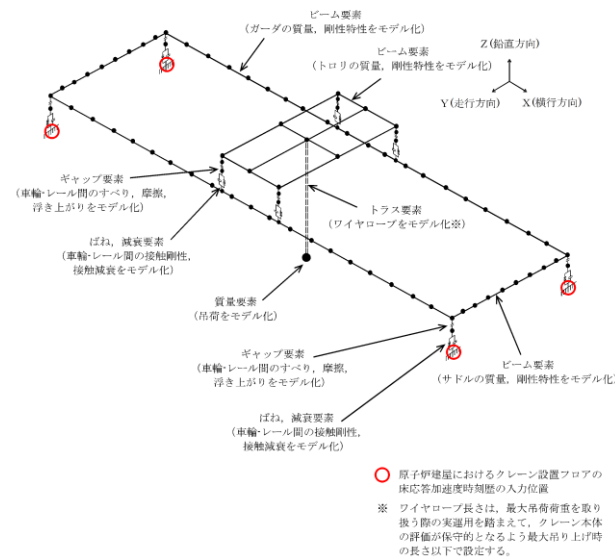 ビーム要素
(ガーダの質量，剛性特性をモデル化)
ビーム要素
(トロリの質量，剛性特性をモデル化)
Z(鉛直方向)
Y(走行方向)
X(横行方向)
ギャップ要素
(車輪-レール間のすべり，摩擦，
浮き上がりをモデル化)
トラス要素
(ワイヤロープをモデル化※)
ばね，減衰要素
(車輪-レール間の接触剛性，
接触減衰をモデル化)
質量要素
(吊荷をモデル化)
ギャップ要素
(車輪-レール間のすべり，摩擦，
浮き上がりをモデル化)
ビーム要素
(サドルの質量，剛性特性をモデル化)
ばね，減衰要素
(車輪-レール間の接触剛性，
接触減衰をモデル化)
原子炉建屋におけるクレーン設置フロアの
床応答加速度時刻歴の入力位置
※ ワイヤロープ長さは，最大吊荷荷重を取り
扱う際の実運用を踏まえて，クレーン本体
の評価が保守的となるよう最大吊り上げ時
の長さ以下で設定する。